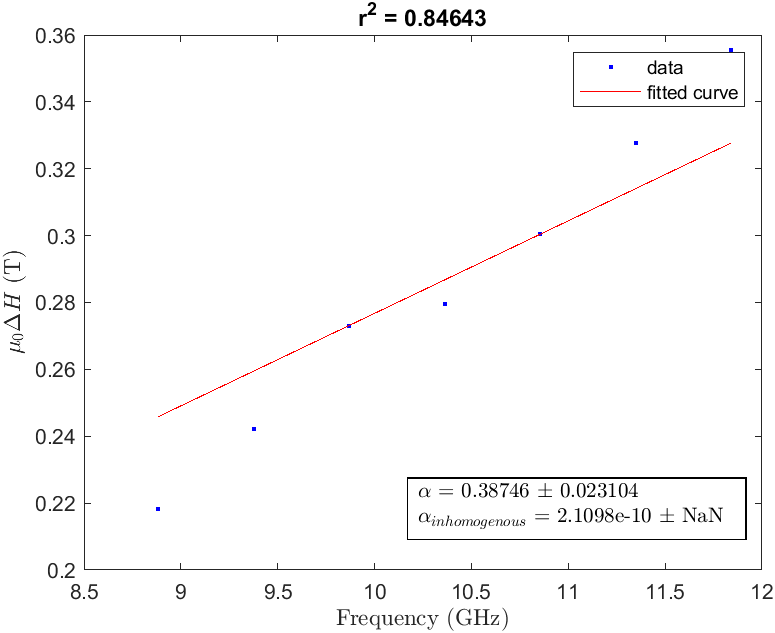 r² = 0.84643
0.36
0.34
0.32
0.3
0.28
0.26
0.24
0.22
0.2
μ₀ΔH (T)
data
fitted curve
α = 0.38746 ± 0.023104
α_inhomogenous = 2.1098e-10 ± NaN
8.5 9 9.5 10 10.5 11 11.5 12
Frequency (GHz)